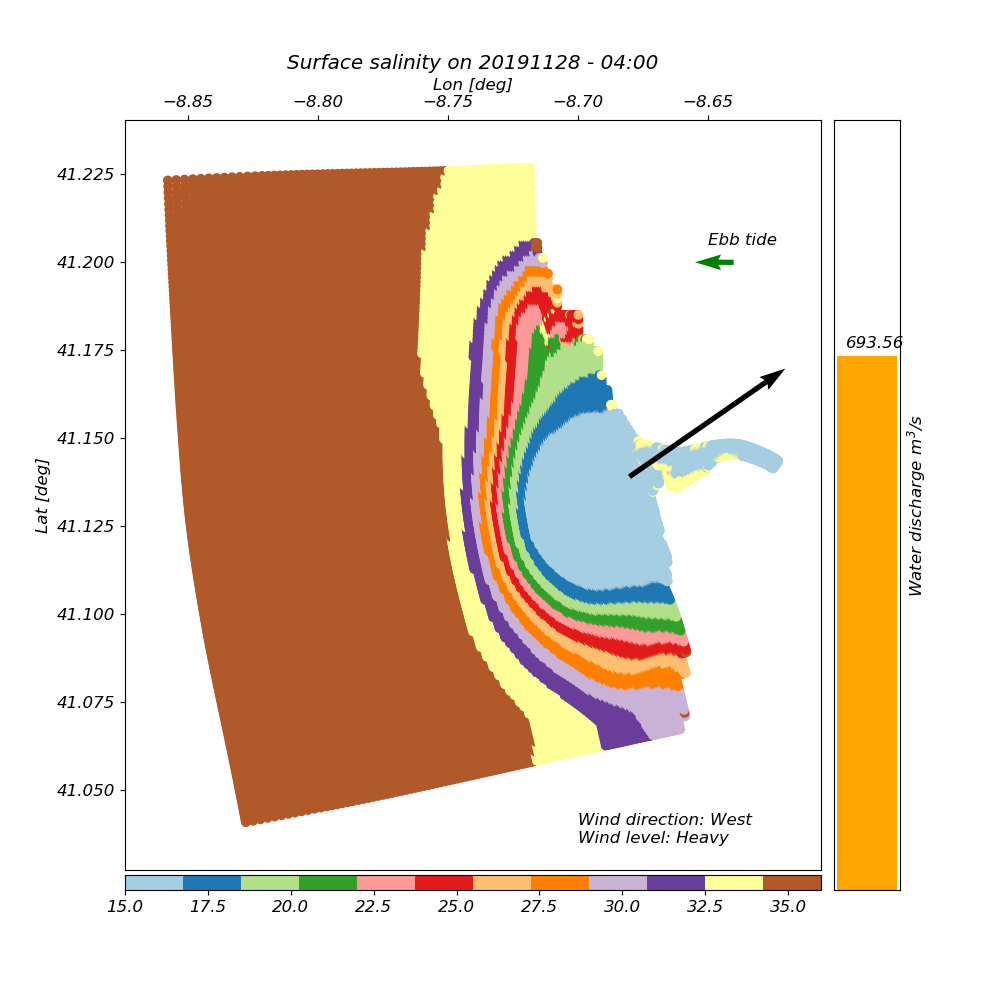 Surface salinity on 20191128 - 04:00
Lon [deg]
−8.85 −8.80 −8.75 −8.70 −8.65
41.225
41.200
41.175
41.150
41.125
41.100
41.075
41.050
Lat [deg]
Ebb tide
693.56
Water discharge m³/s
Wind direction: West
Wind level: Heavy
15.0 17.5 20.0 22.5 25.0 27.5 30.0 32.5 35.0